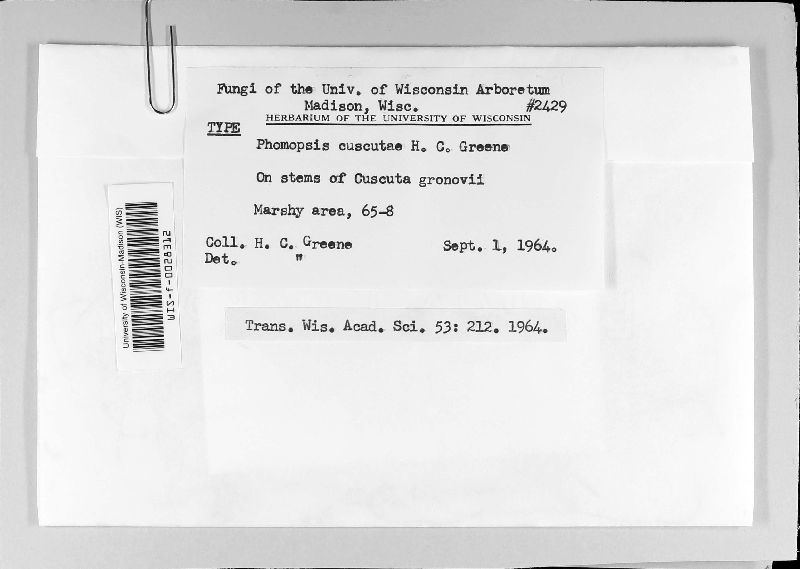 Fungi of the Univ. of Wisconsin Arboretum
Madison, Wisc. #2429
HERBARIUM OF THE UNIVERSITY OF WISCONSIN
TYPE
Phomopsis cuscutae H. C. Greene
On stems of Cuscuta gronovii
Marshy area, 65-8
Coll. H. C. Greene Sept. 1, 1964.
Det. "
Trans. Wis. Acad. Sci. 53: 212. 1964.
University of Wisconsin-Madison (WIS)